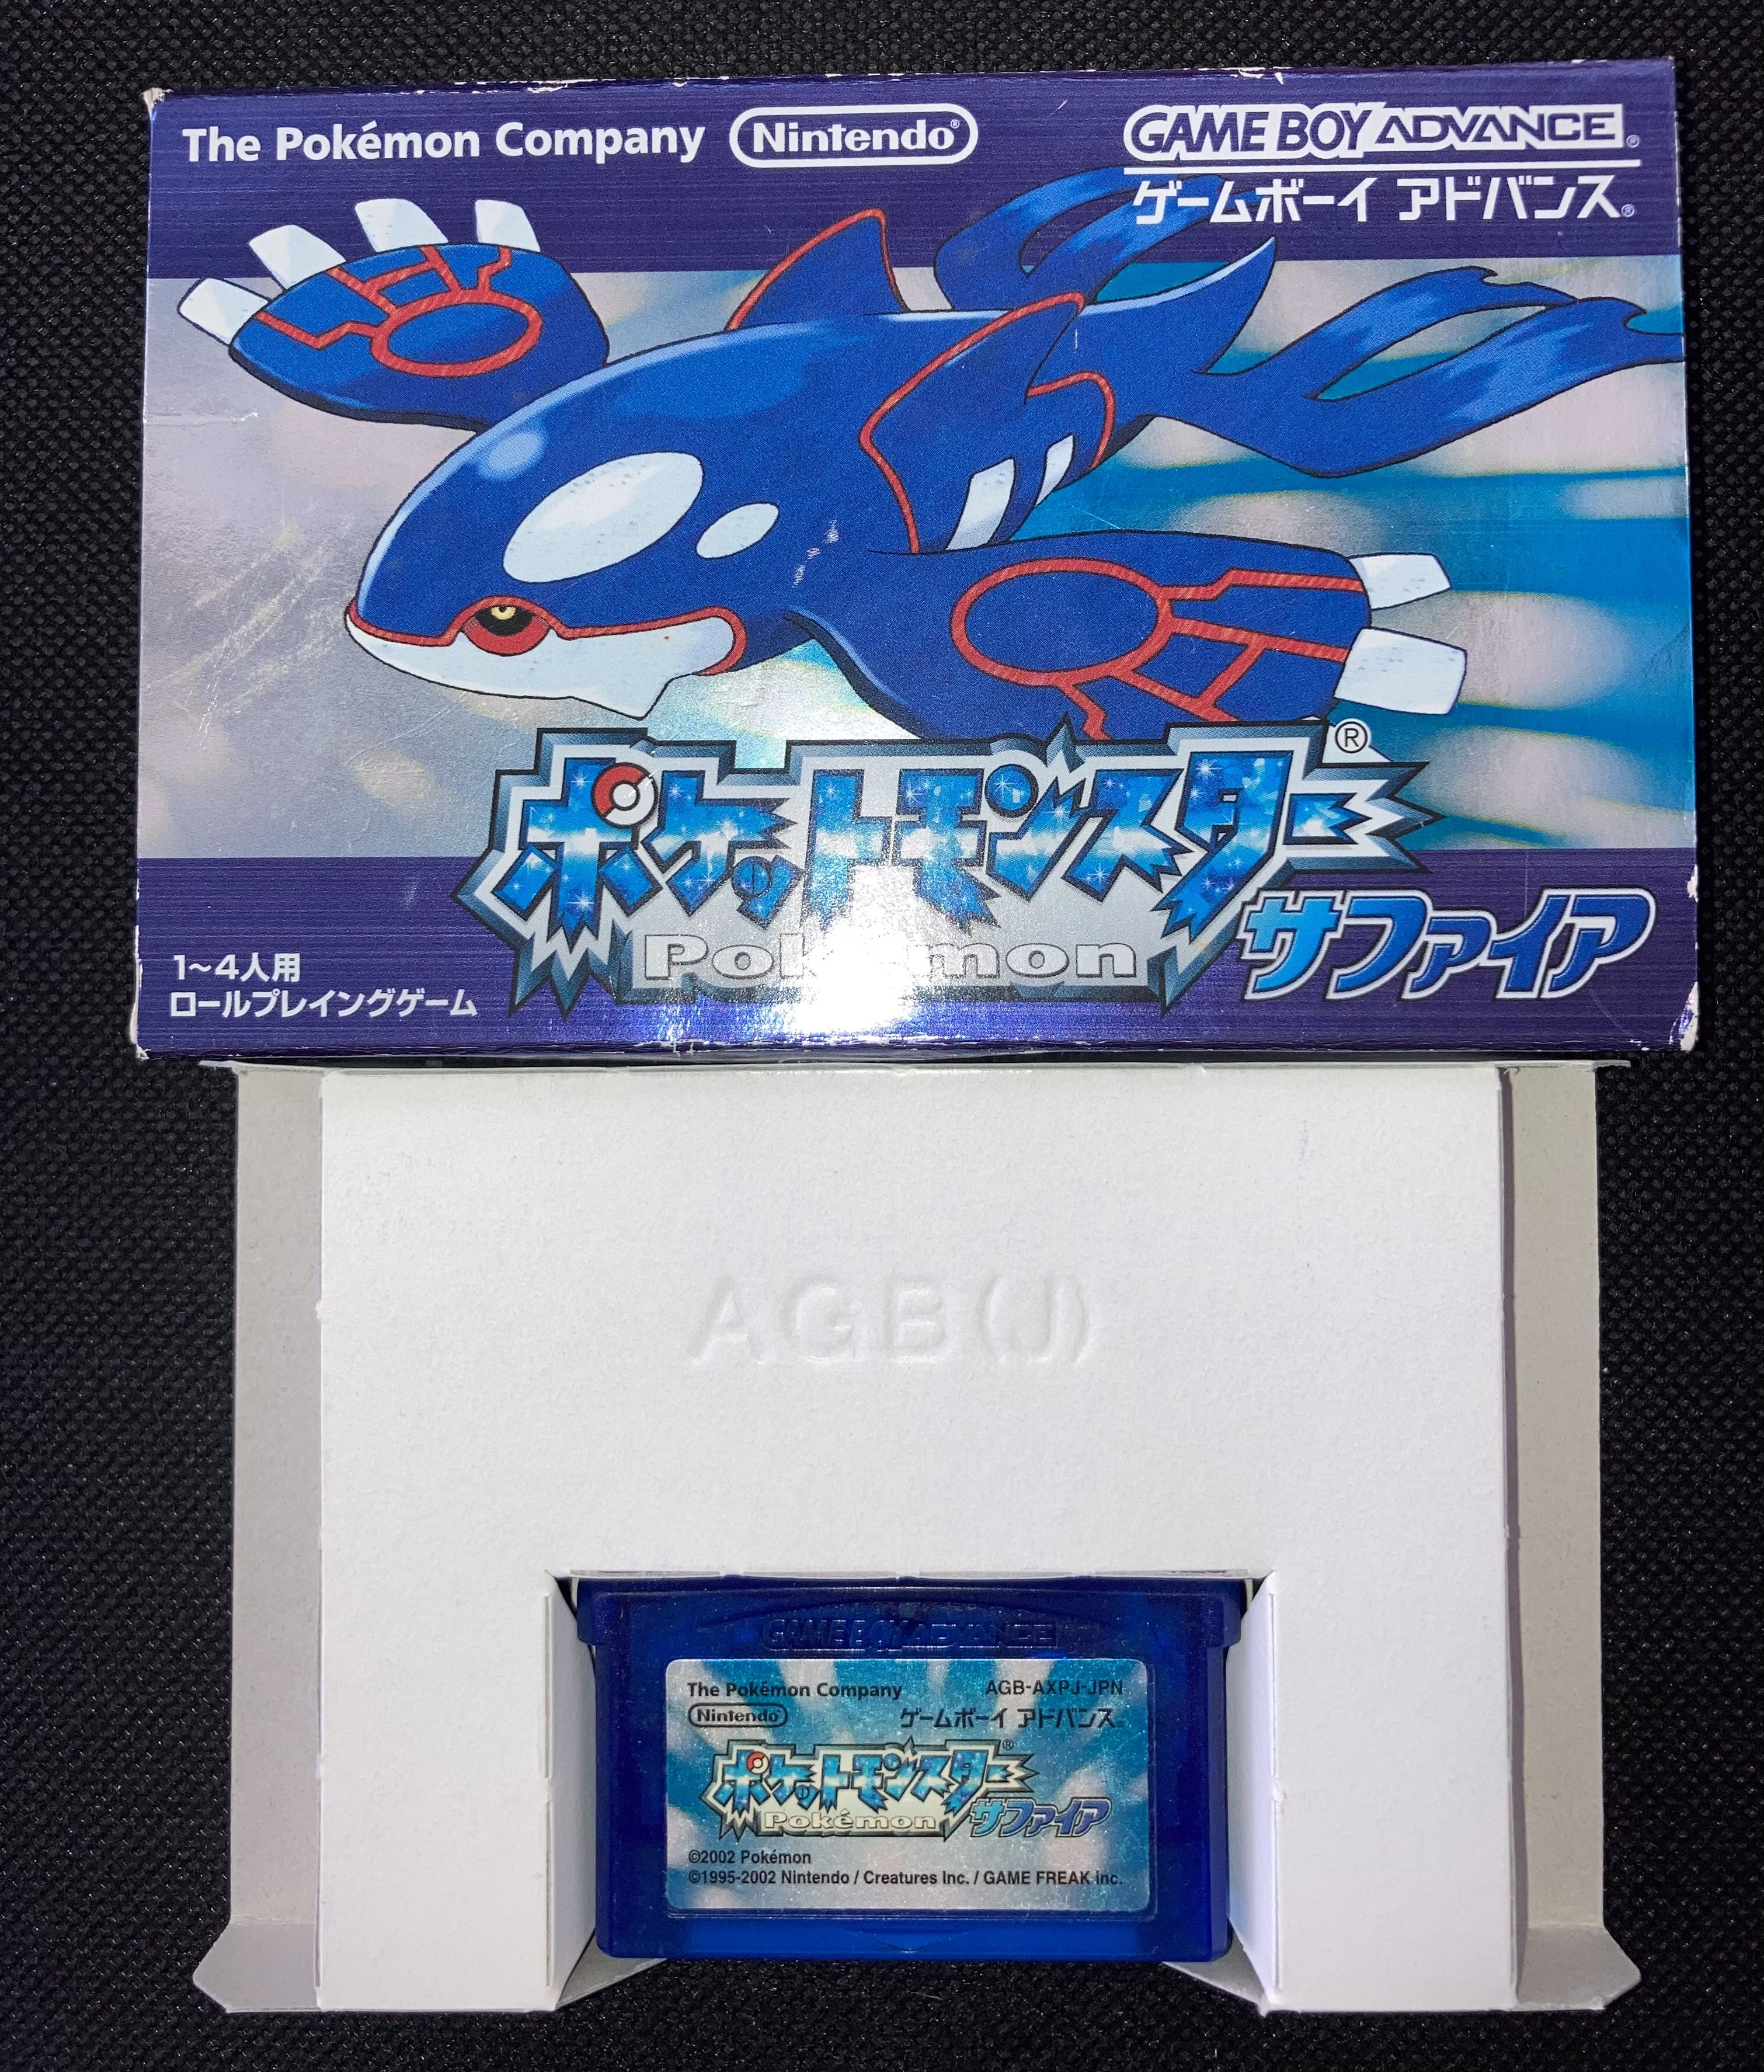 The Pokémon Company Nintendo®
GAME BOY ADVANCE®
ゲームボーイ アドバンス®
ポケットモンスター®
Pokémon
サファイア
1~4人用
ロールプレイングゲーム
AGB(J)
GAME BOY ADVANCE
The Pokémon Company AGB-AXPJ-JPN
Nintendo® ゲームボーイ アドバンス®
ポケットモンスター®
Pokémon サファイア
©2002 Pokémon
©1995-2002 Nintendo / Creatures Inc. / GAME FREAK inc.